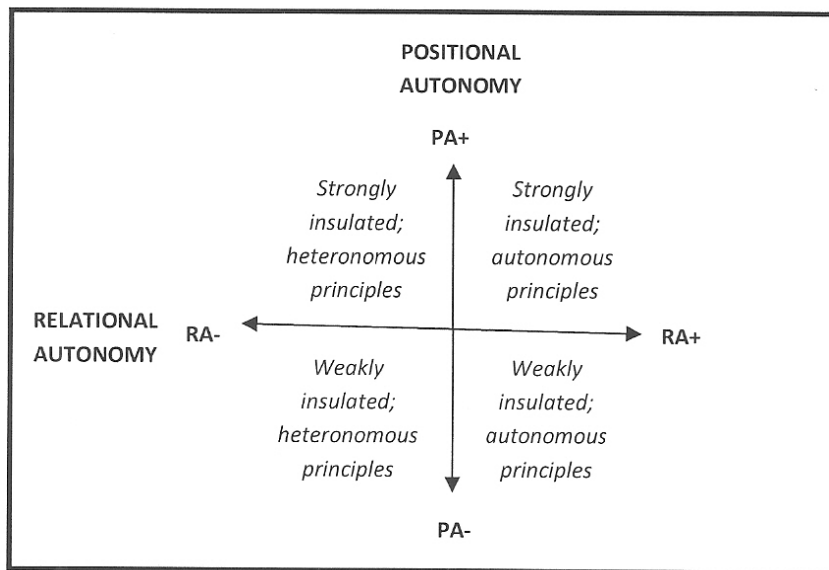 POSITIONAL
AUTONOMY
PA+
Strongly
insulated;
heteronomous
principles
Strongly
insulated;
autonomous
principles
RELATIONAL
AUTONOMY
RA-
RA+
Weakly
insulated;
heteronomous
principles
Weakly
insulated;
autonomous
principles
PA-